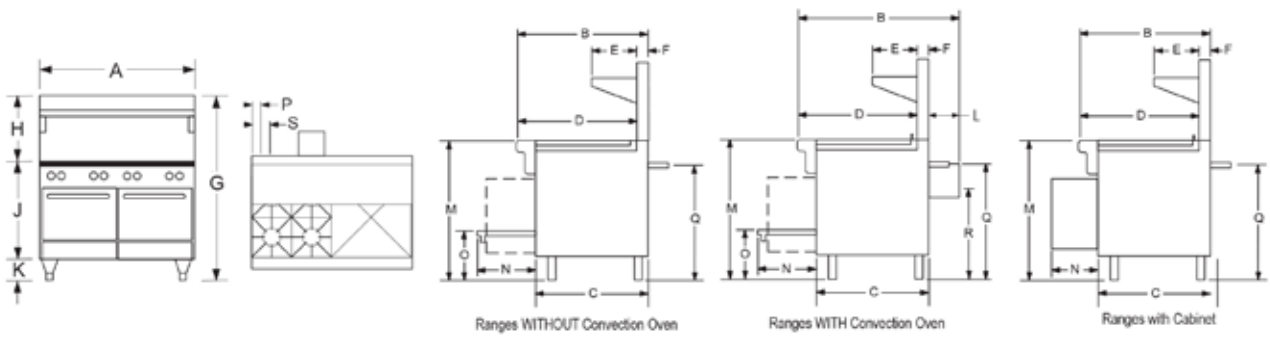 A
H
J
K
G
P
S
B
E
F
D
M
O
N
Q
C
Ranges WITHOUT Convection Oven
B
E
F
D
L
M
O
N
Q
R
C
Ranges WITH Convection Oven
B
E
F
D
M
N
Q
C
Ranges with Cabinet